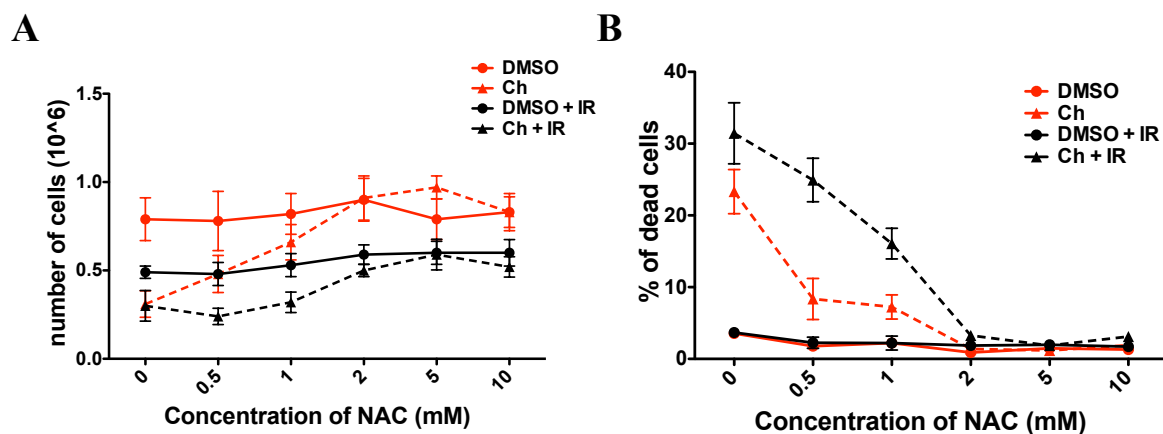 A
B
DMSO
Ch
DMSO + IR
Ch + IR
number of cells (10^6)
1.5
1.0
0.5
0.0
0
0.5
1
2
5
10
Concentration of NAC (mM)
DMSO
Ch
DMSO + IR
Ch + IR
% of dead cells
40
30
20
10
0
0
0.5
1
2
5
10
Concentration of NAC (mM)